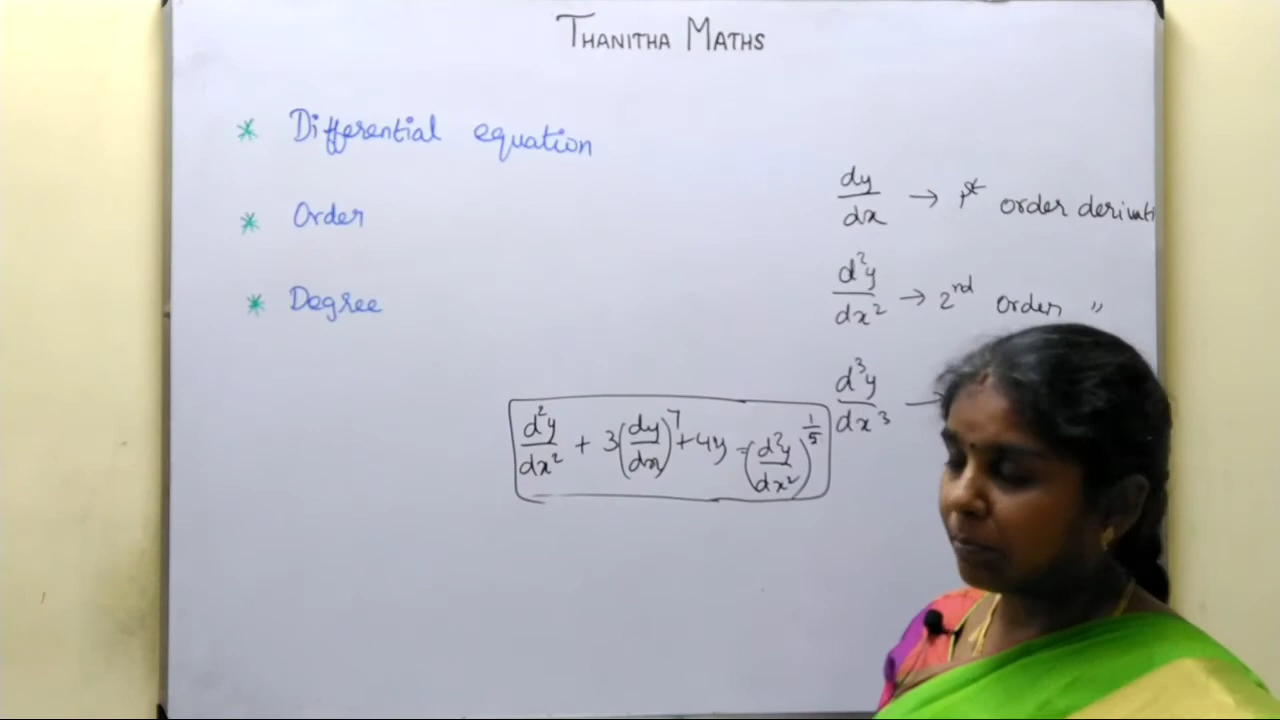 THANITHA MATHS
* Differential equation
* Order
* Degree
dy/dx → 1st order derivati
d²y/dx² → 2nd order "
d³y/dx³ →
d²y/dx² + 3(dy/dx)⁷ + 4y = (d²y/dx²)^(1/5)